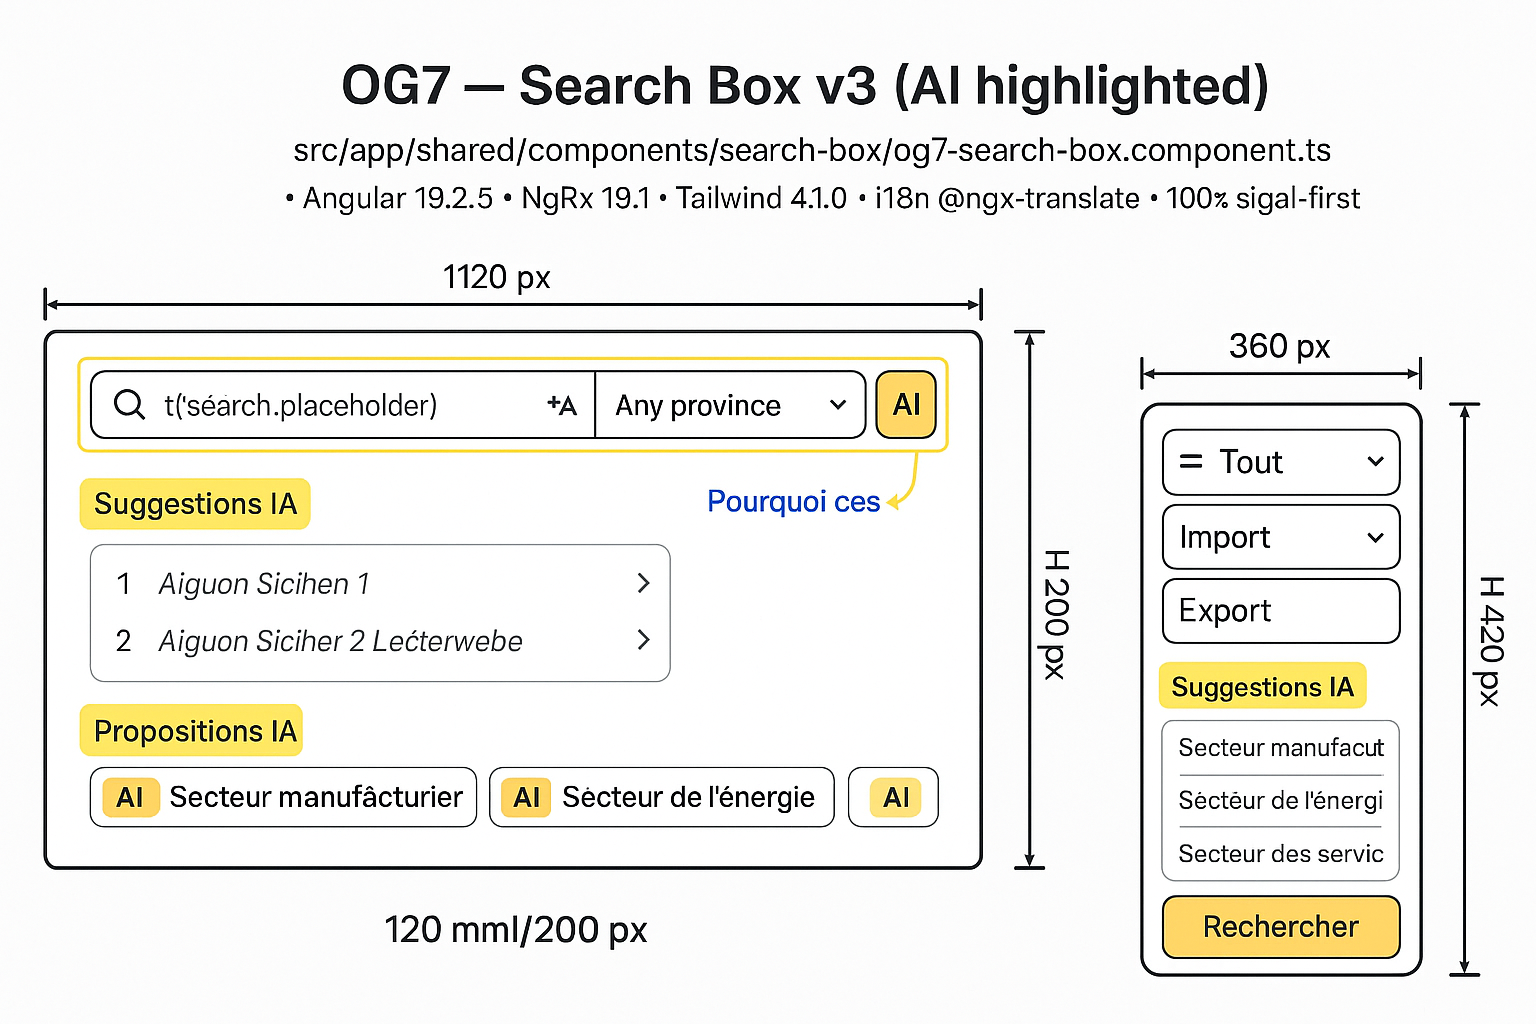 OG7 — Search Box v3 (AI highlighted)
src/app/shared/components/search-box/og7-search-box.component.ts
• Angular 19.2.5 • NgRx 19.1 • Tailwind 4.1.0 • i18n @ngx-translate • 100% sigal-first
1120 px
t('séarch.placeholder)
+A
Any province
AI
Suggestions IA
Pourquoi ces
1 Aiguon Sicihen 1
2 Aiguon Siciher 2 Lećterwebe
Propositions IA
AI Secteur manufâcturier
AI Sėcteur de l'énergie
AI
H 200 px
120 mml/200 px
360 px
= Tout
Import
Export
Suggestions IA
Secteur manufacut
Sėctēur de l'énergi
Secteur des servic
Rechercher
H 420 px